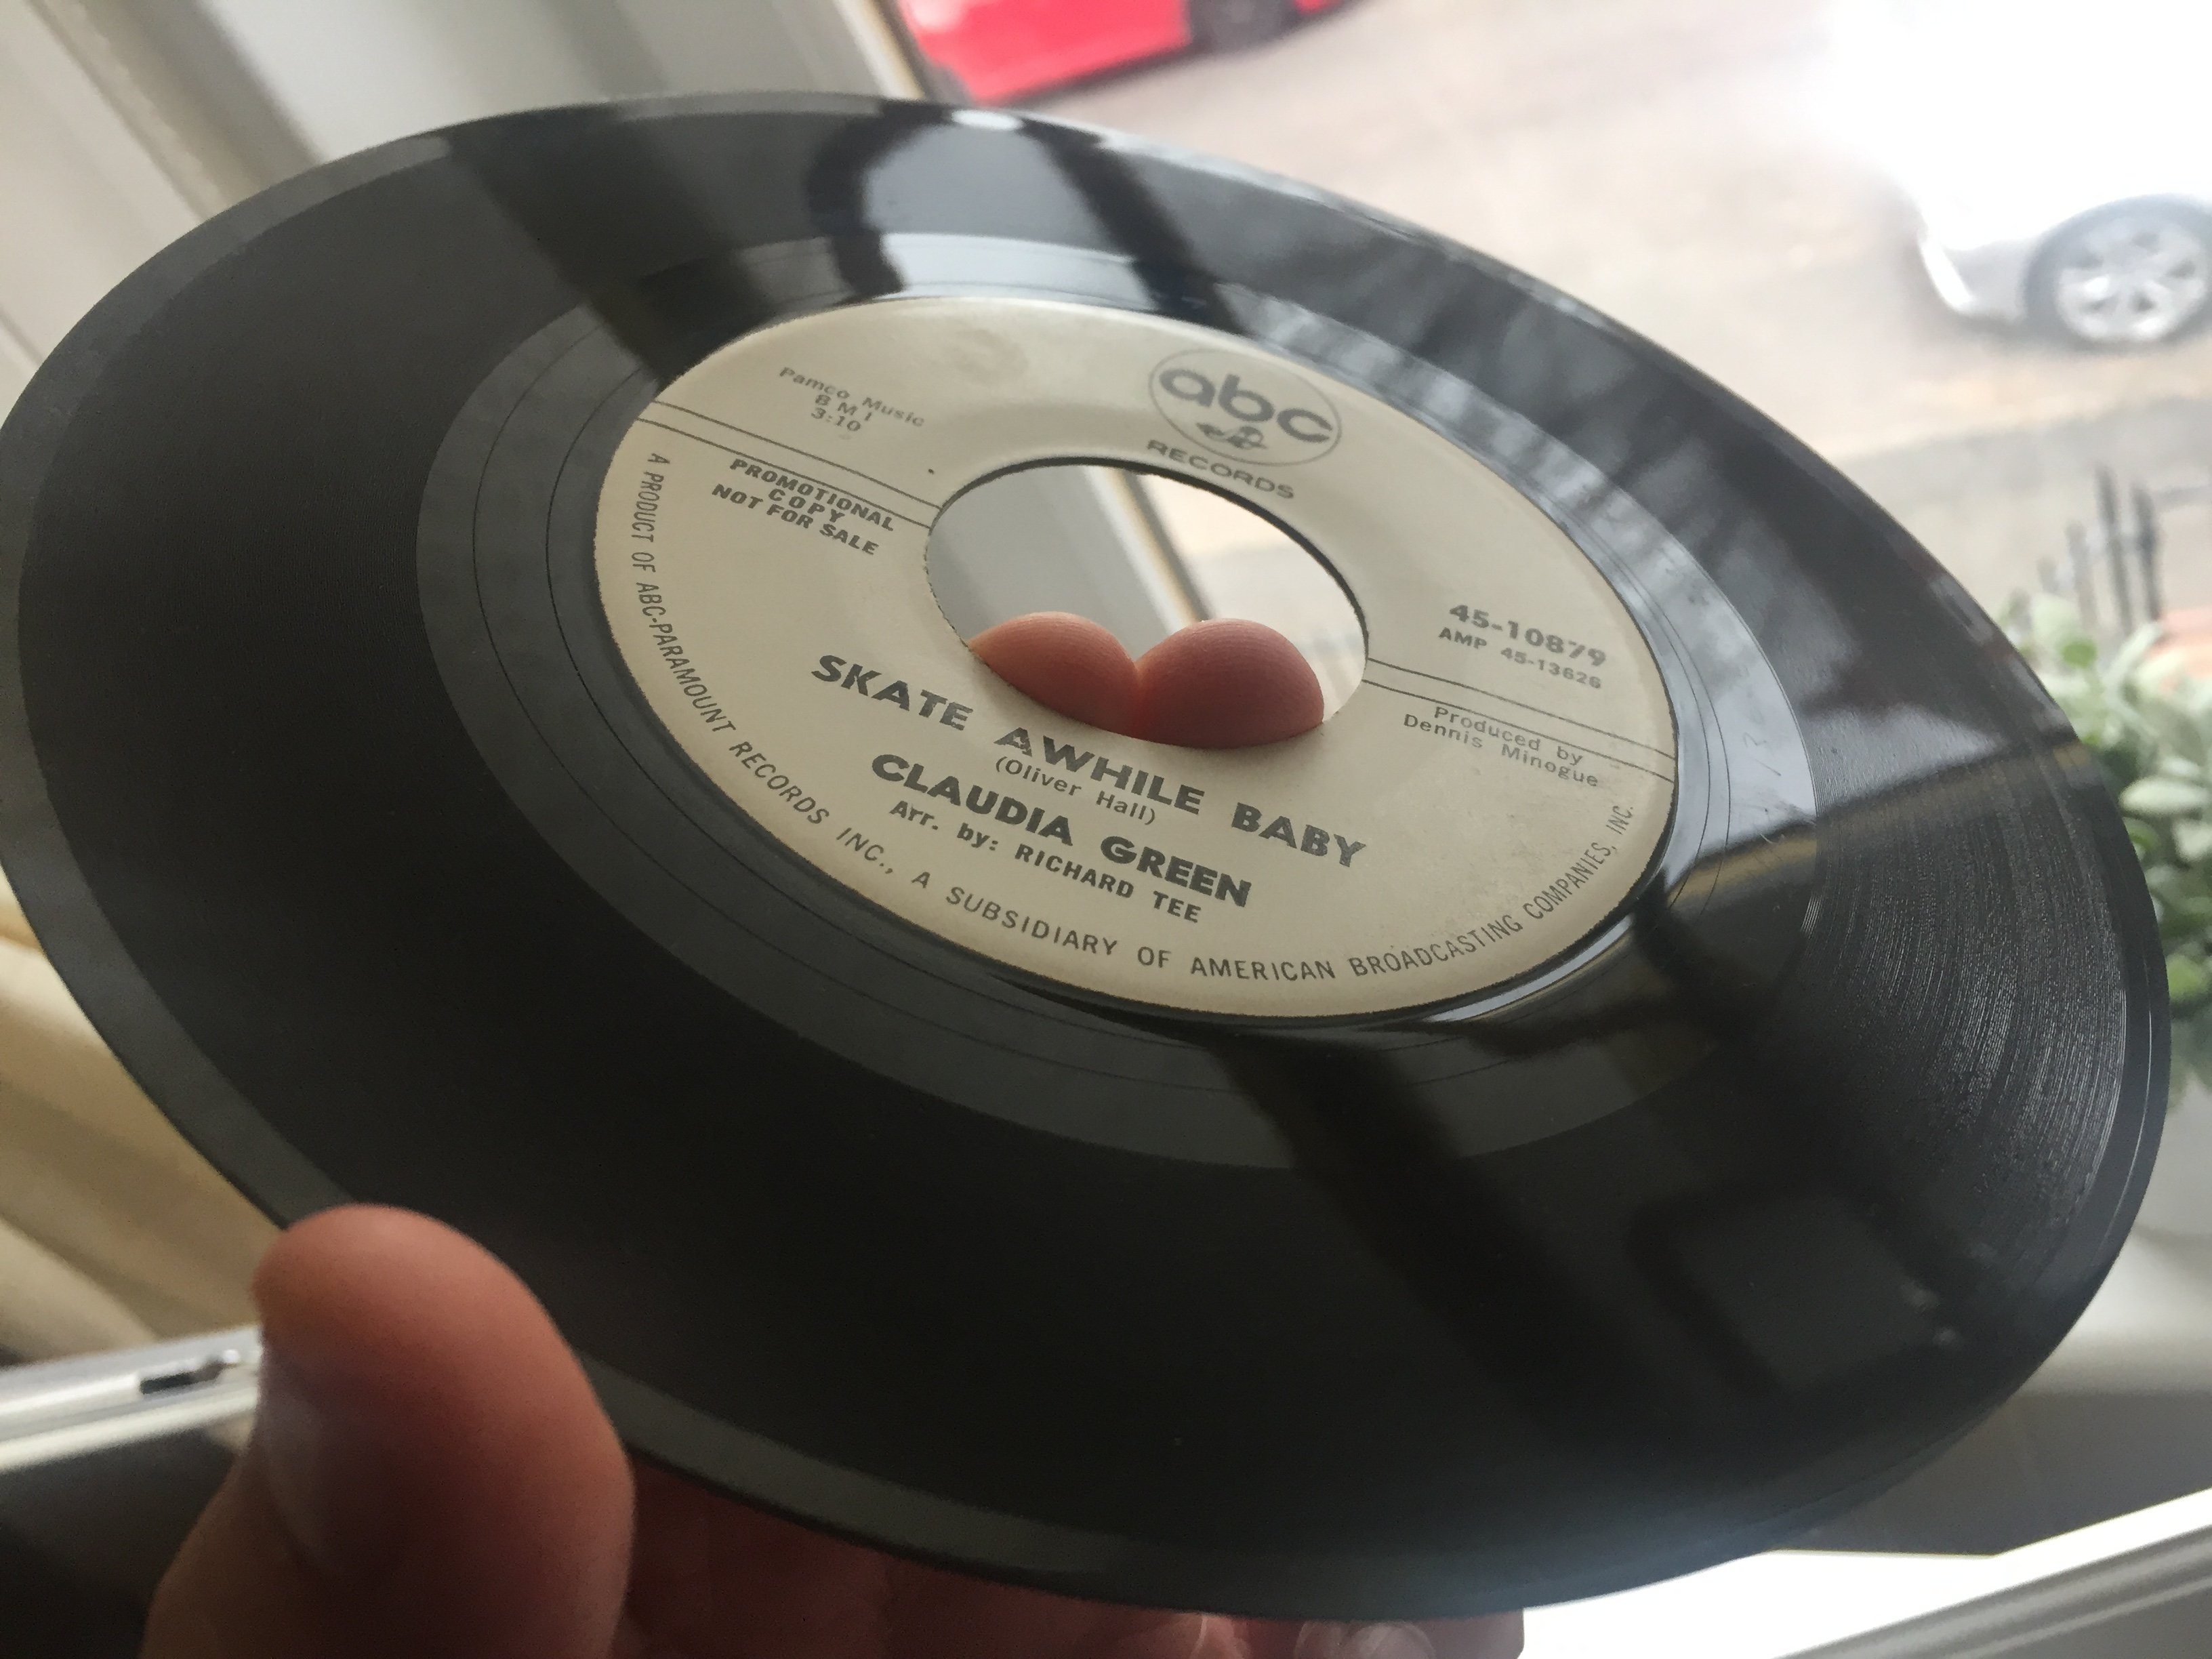 abc
RECORDS
Pamco Music
BMI
3:10
PROMOTIONAL
COPY
NOT FOR SALE
45-10879
AMP 45-13626
Produced by
Dennis Minogue
SKATE AWHILE BABY
(Oliver Hall)
CLAUDIA GREEN
Arr. by: RICHARD TEE
A PRODUCT OF ABC-PARAMOUNT RECORDS INC., A SUBSIDIARY OF AMERICAN BROADCASTING COMPANIES, INC.